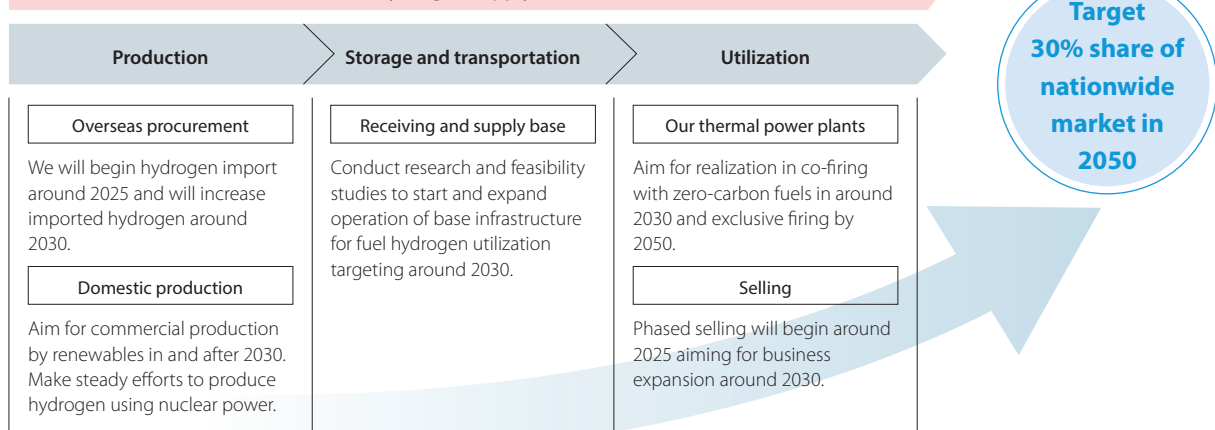 Production
Storage and transportation
Utilization
Target
30% share of
nationwide
market in
2050
Overseas procurement
We will begin hydrogen import
around 2025 and will increase
imported hydrogen around
2030.
Domestic production
Aim for commercial production
by renewables in and after 2030.
Make steady efforts to produce
hydrogen using nuclear power.
Receiving and supply base
Conduct research and feasibility
studies to start and expand
operation of base infrastructure
for fuel hydrogen utilization
targeting around 2030.
Our thermal power plants
Aim for realization in co-firing
with zero-carbon fuels in around
2030 and exclusive firing by
2050.
Selling
Phased selling will begin around
2025 aiming for business
expansion around 2030.